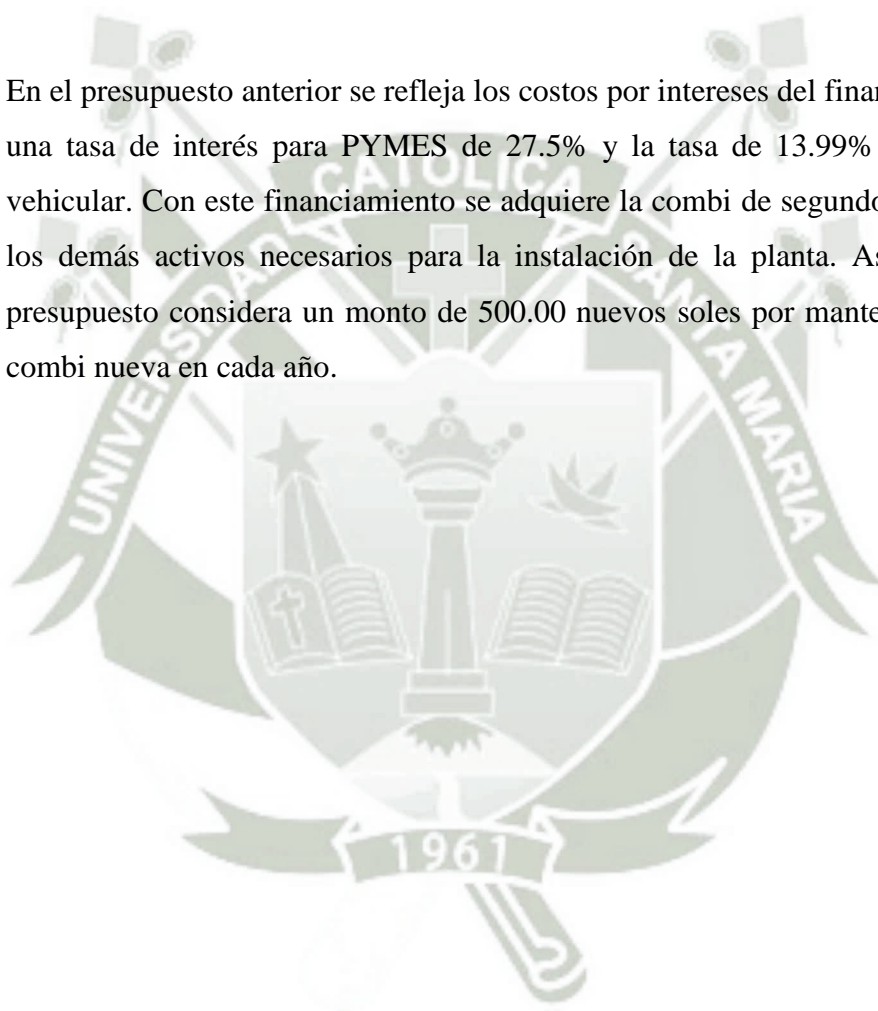 En el presupuesto anterior se refleja los costos por intereses del finan
una tasa de interés para PYMES de 27.5% y la tasa de 13.99%
vehicular. Con este financiamiento se adquiere la combi de segundo
los demás activos necesarios para la instalación de la planta. As
presupuesto considera un monto de 500.00 nuevos soles por mante
combi nueva en cada año.
UNIVERSIDAD CATOLICA SANTA MARIA
1961